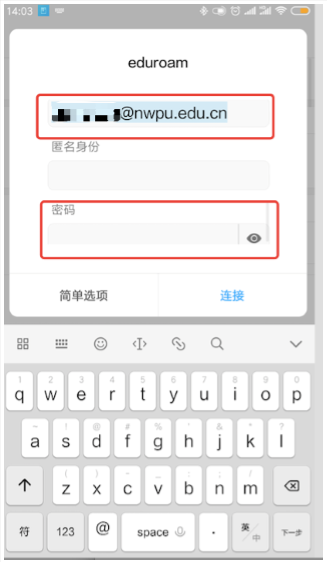 14:03
eduroam
@nwpu.edu.cn
匿名身份
密码
简单选项 连接
1 2 3 4 5 6 7 8 9 0
q w e r t y u i o p
a s d f g h j k l
z x c v b n m
符 123 @ space . 英/中 下一步